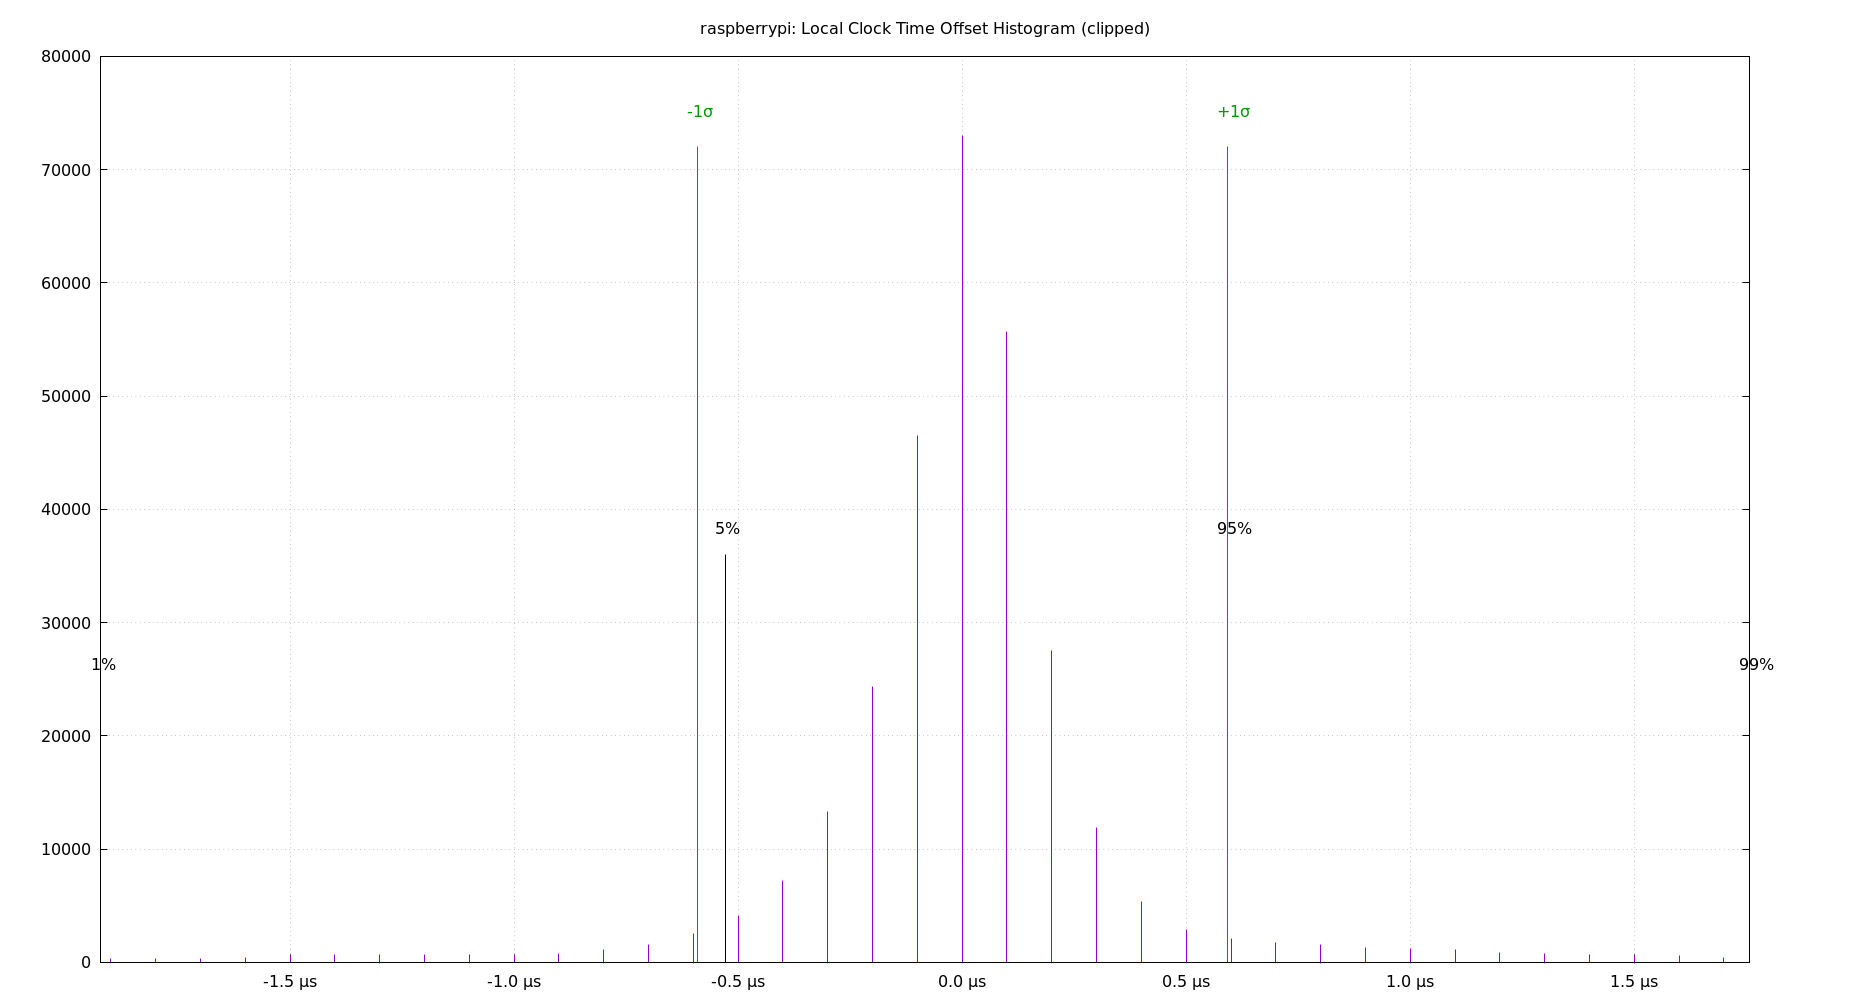 raspberrypi: Local Clock Time Offset Histogram (clipped)
80000
-1σ
+1σ
70000
60000
50000
40000
5%
95%
30000
1%
99%
20000
10000
0
-1.5 µs
-1.0 µs
-0.5 µs
0.0 µs
0.5 µs
1.0 µs
1.5 µs